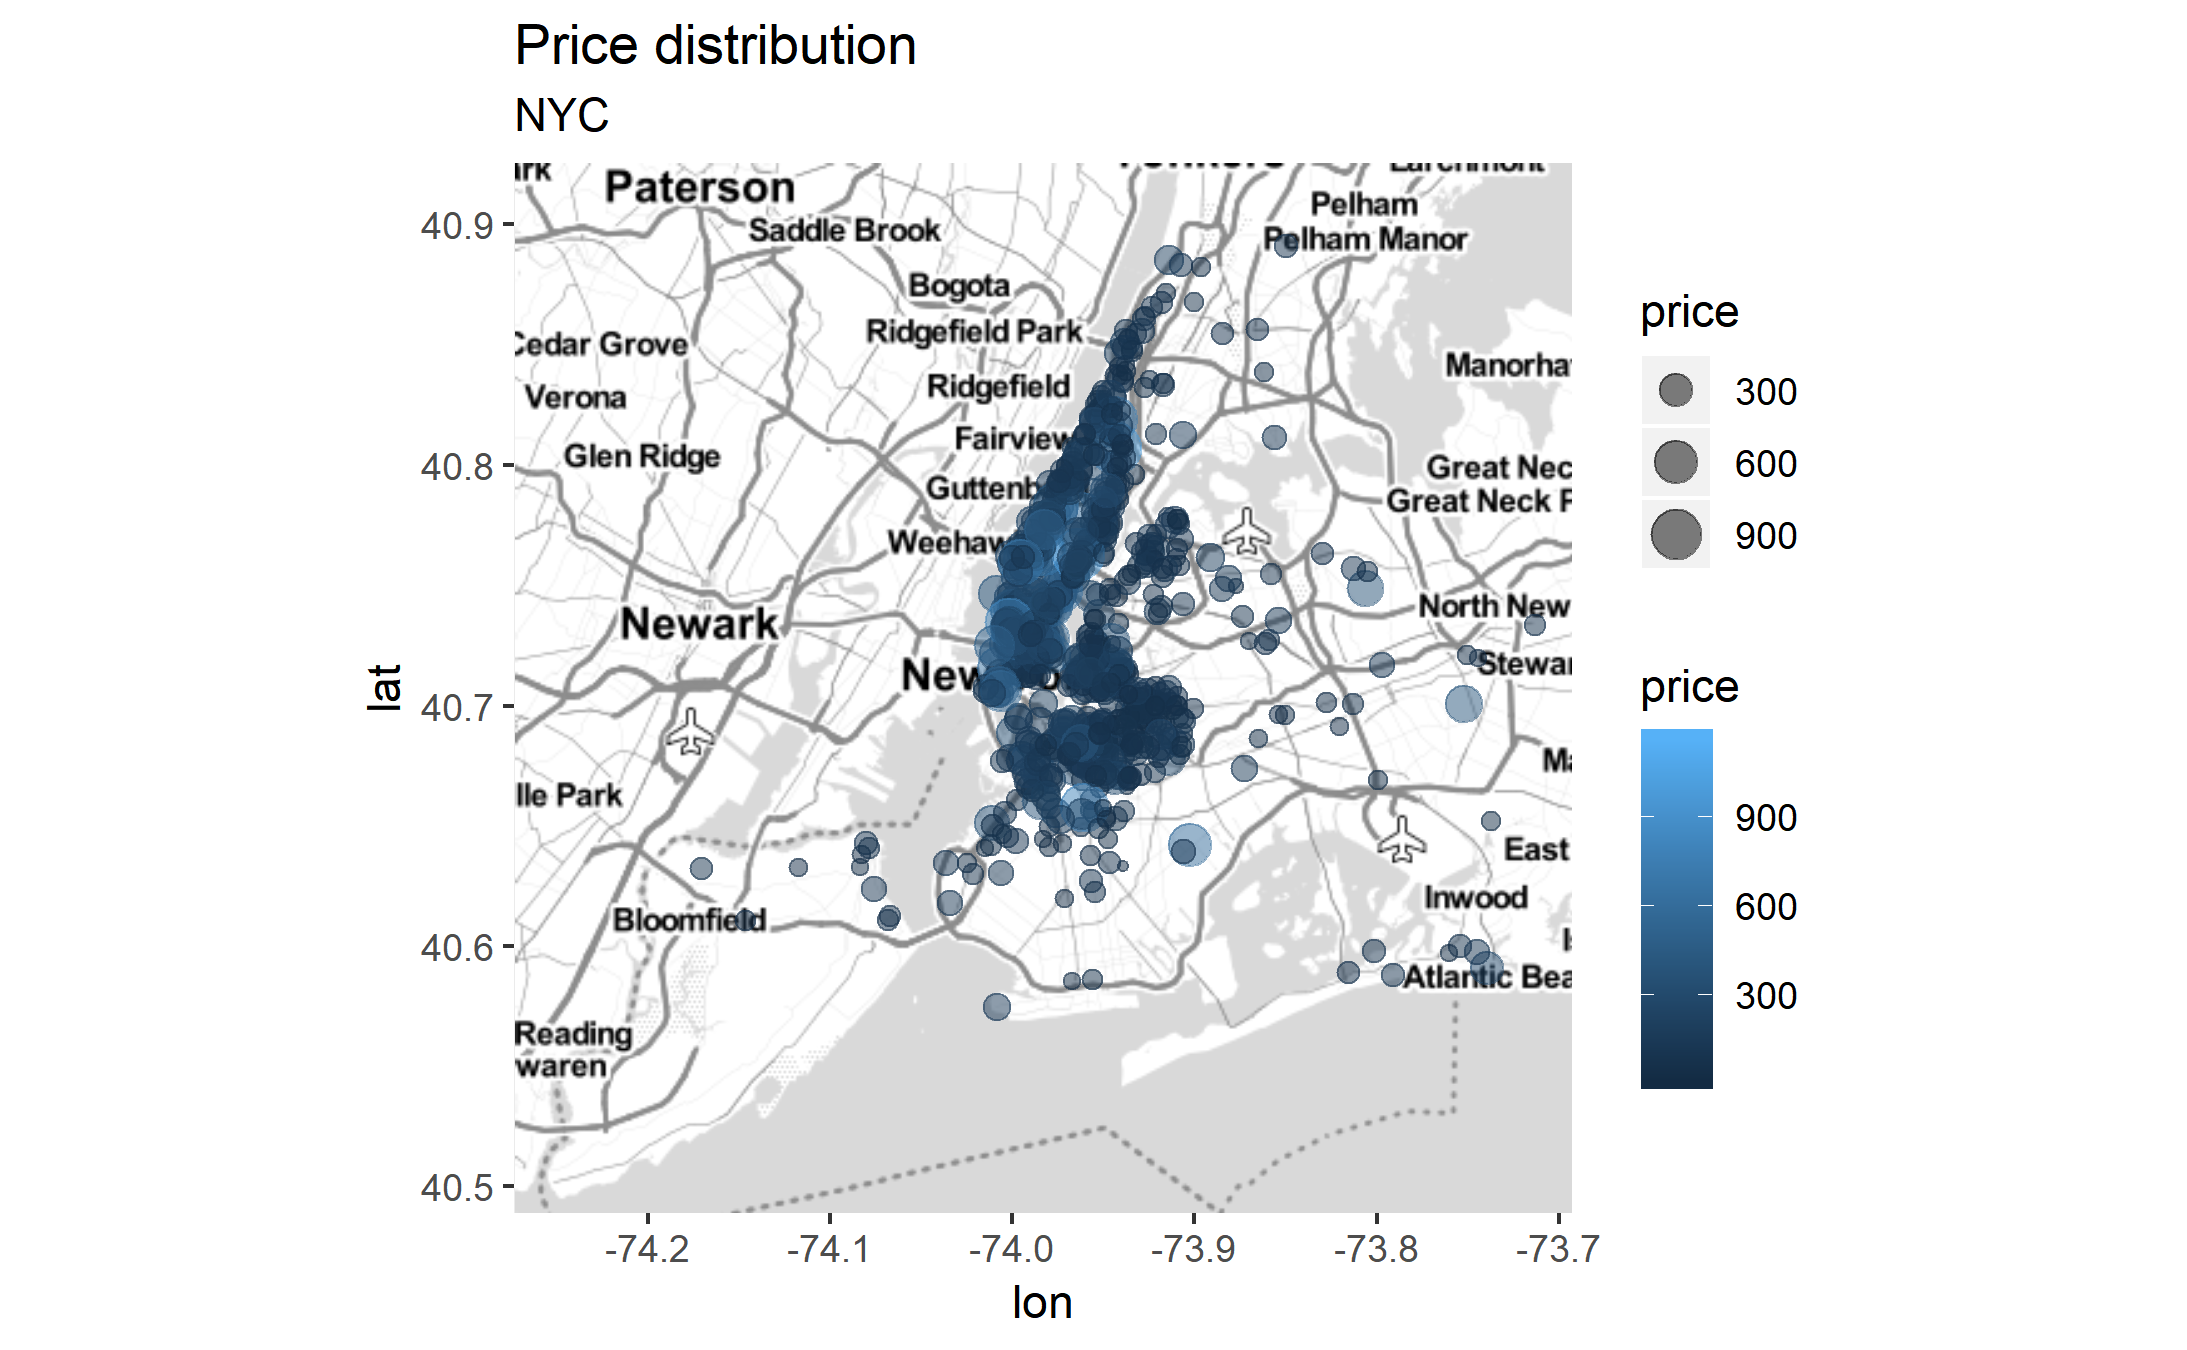 Price distribution
NYC
Paterson
Larchmont
Pelham
Saddle Brook
Pelham Manor
Bogota
Ridgefield Park
Cedar Grove
Manorha
Ridgefield
Verona
Fairview
Glen Ridge
Great Nec
Guttenb
Great Neck P
Weehaw
Newark
North New
New
Stewar
Ma
lle Park
East
Inwood
Bloomfield
Atlantic Bea
Reading
waren
40.9
40.8
40.7
40.6
40.5
lat
-74.2
-74.1
-74.0
-73.9
-73.8
-73.7
lon
price
300
600
900
price
900
600
300